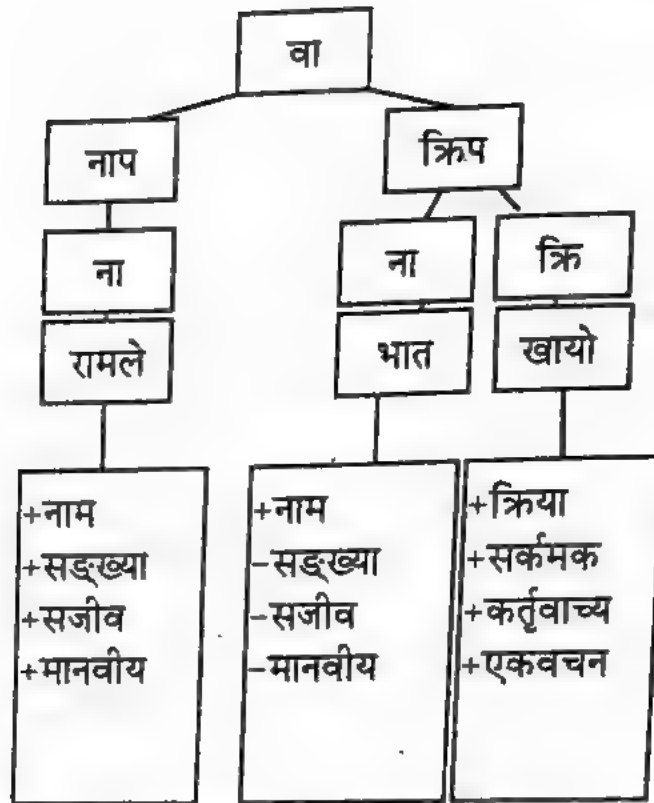 वा
नाप क्रिप
ना ना क्रि
रामले भात खायो
+नाम +नाम +क्रिया
+सङ्ख्या -सङ्ख्या +सर्कमक
+सजीव -सजीव +कर्तृवाच्य
+मानवीय -मानवीय +एकवचन